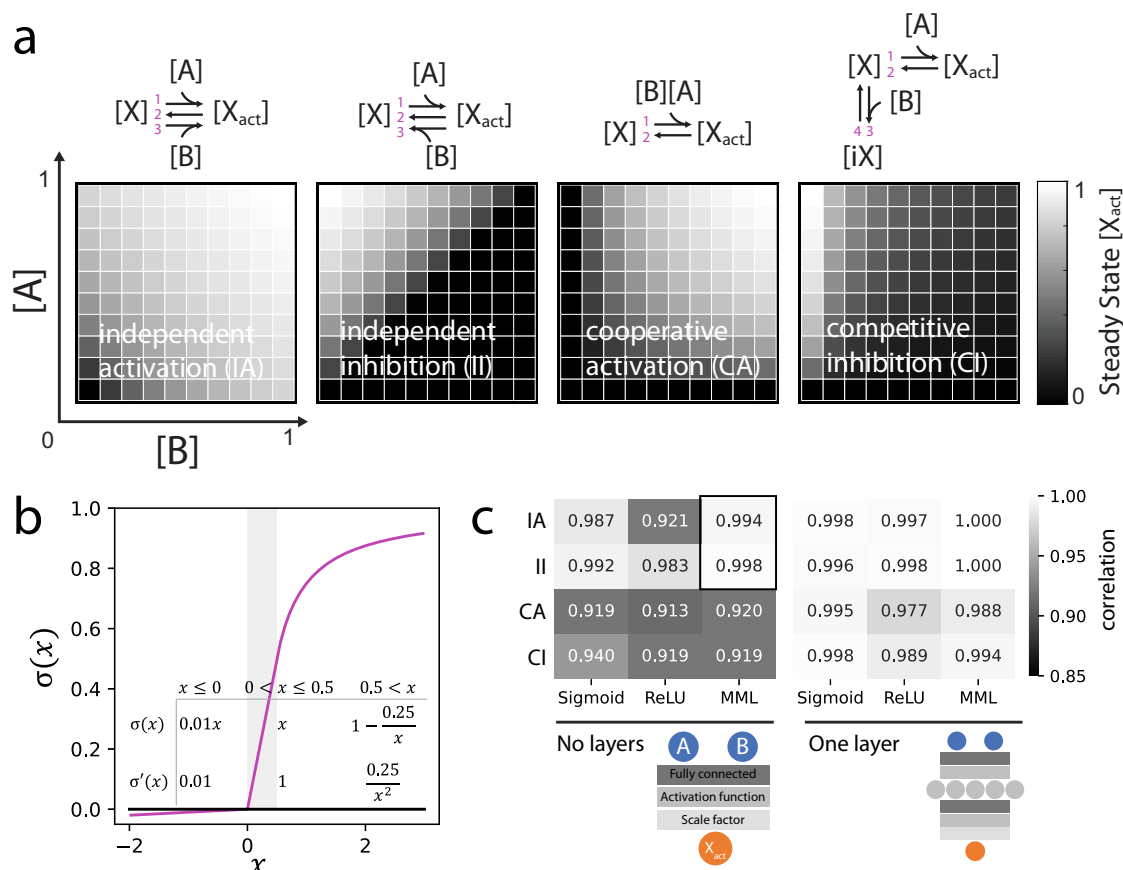 a
[A]
[X] 1 2 3 [Xact]
[B]
[A]
[X] 1 2 3 [Xact]
[B]
[B][A]
[X] 1 2 [Xact]
[A]
[X] 1 2 [Xact]
[B]
4 3
[iX]
1
[A]
0
[B]
1
independent
activation (IA)
independent
inhibition (II)
cooperative
activation (CA)
competitive
inhibition (CI)
1
0
Steady State [Xact]
b
σ(x)
1.0
0.8
0.6
0.4
0.2
0.0
−2 0 2
x
x ≤ 0 0 < x ≤ 0.5 0.5 < x
σ(x) 0.01x x 1 − 0.25/x
σ′(x) 0.01 1 0.25/x²
c
IA 0.987 0.921 0.994 0.998 0.997 1.000
II 0.992 0.983 0.998 0.996 0.998 1.000
CA 0.919 0.913 0.920 0.995 0.977 0.988
CI 0.940 0.919 0.919 0.998 0.989 0.994
Sigmoid ReLU MML Sigmoid ReLU MML
1.00
0.95
0.90
0.85
correlation
No layers
A B
Fully connected
Activation function
Scale factor
Xact
One layer